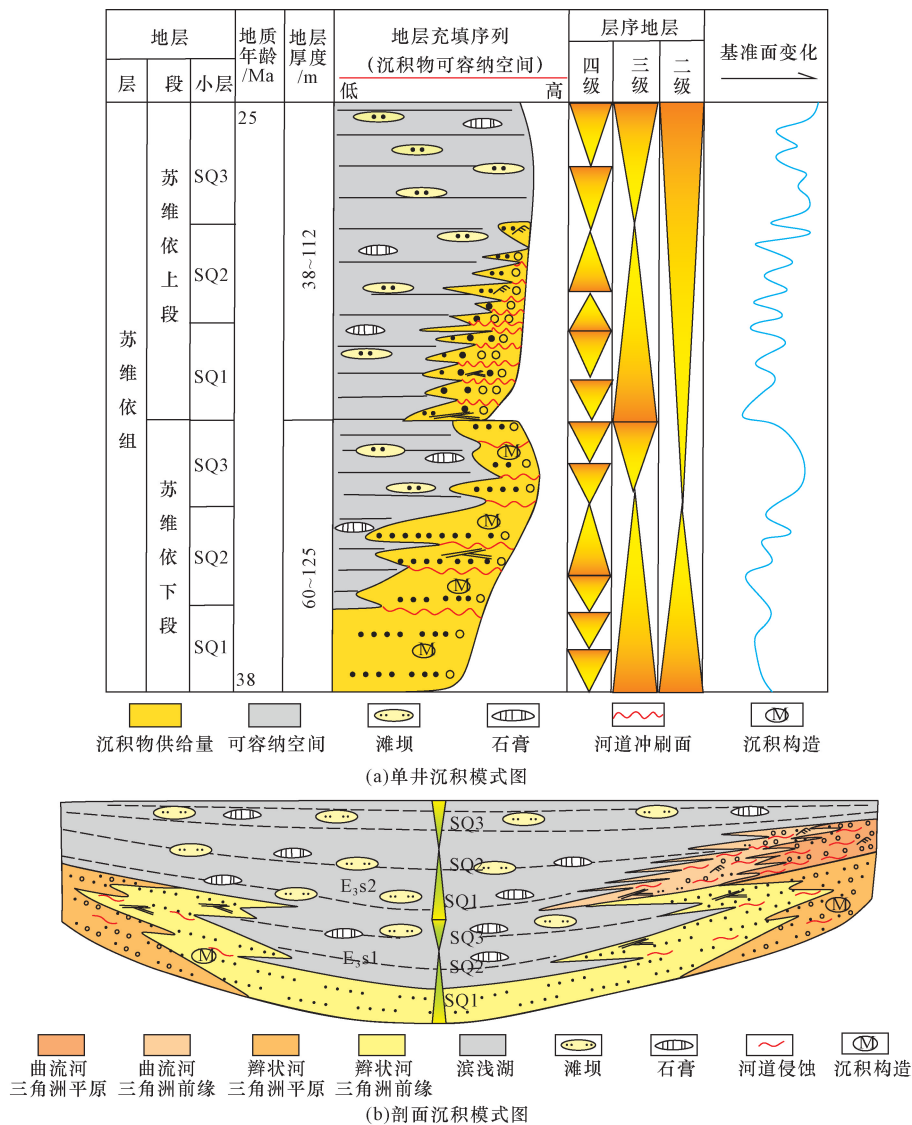 地层
地质年龄/Ma
地层厚度/m
地层充填序列
(沉积物可容纳空间)
低
高
层序地层
基准面变化
层
段
小层
四级
三级
二级
苏维依组
苏维依上段
苏维依下段
SQ3
SQ2
SQ1
SQ3
SQ2
SQ1
25
38
38~112
60~125
M
M
M
M
沉积物供给量
可容纳空间
滩坝
石膏
河道冲刷面
M
沉积构造
(a)单井沉积模式图
SQ3
SQ2
E₃s2
SQ1
SQ3
E₃s1
SQ2
SQ1
M
M
曲流河
三角洲平原
曲流河
三角洲前缘
辫状河
三角洲平原
辫状河
三角洲前缘
滨浅湖
滩坝
石膏
河道侵蚀
M
沉积构造
(b)剖面沉积模式图